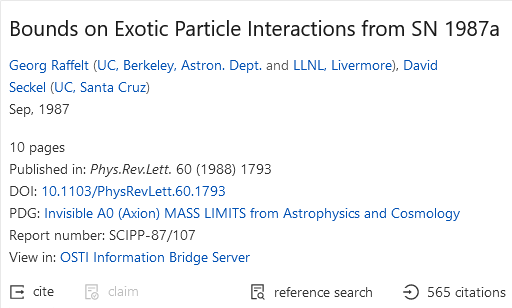 Bounds on Exotic Particle Interactions from SN 1987a
Georg Raffelt (UC, Berkeley, Astron. Dept. and LLNL, Livermore), David
Seckel (UC, Santa Cruz)
Sep, 1987
10 pages
Published in: Phys.Rev.Lett. 60 (1988) 1793
DOI: 10.1103/PhysRevLett.60.1793
PDG: Invisible A0 (Axion) MASS LIMITS from Astrophysics and Cosmology
Report number: SCIPP-87/107
View in: OSTI Information Bridge Server
cite claim reference search 565 citations